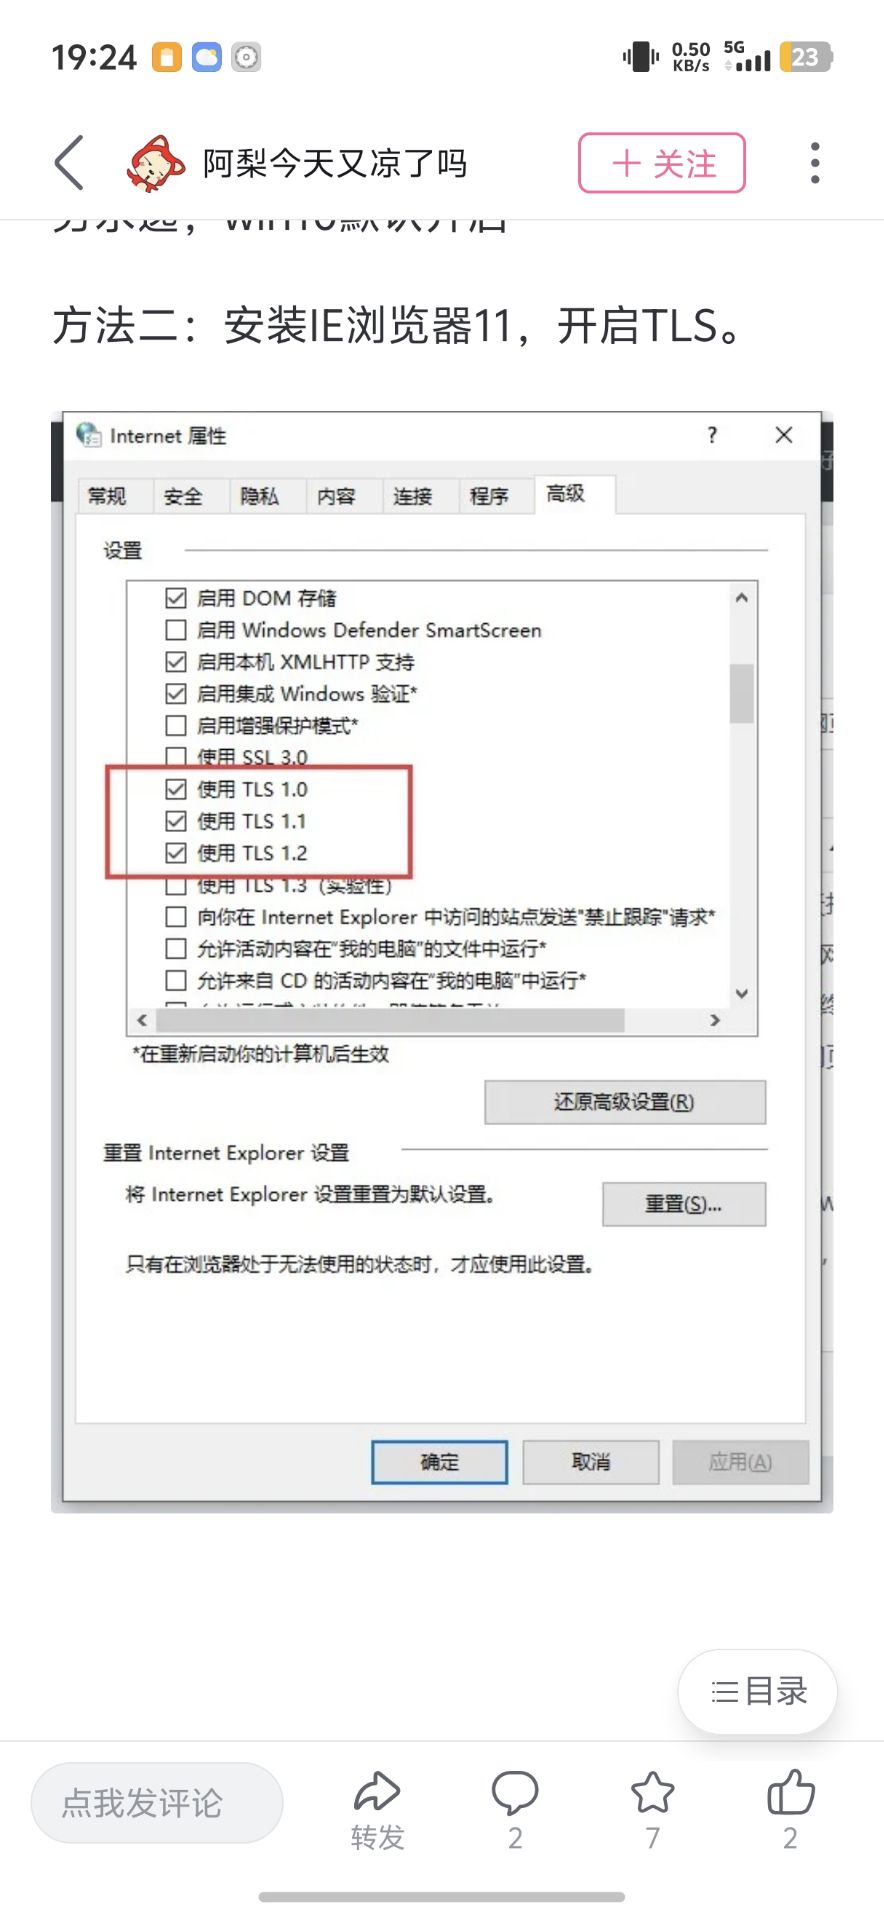 19:24
0.50 KB/s
5G
23
阿梨今天又凉了吗
+ 关注
方法二：安装IE浏览器11，开启TLS。
Internet 属性
?
常规 安全 隐私 内容 连接 程序 高级
设置
启用 DOM 存储
启用 Windows Defender SmartScreen
启用本机 XMLHTTP 支持
启用集成 Windows 验证*
启用增强保护模式*
使用 SSL 3.0
使用 TLS 1.0
使用 TLS 1.1
使用 TLS 1.2
使用 TLS 1.3（实验性）
向你在 Internet Explorer 中访问的站点发送"禁止跟踪"请求*
允许活动内容在“我的电脑”的文件中运行*
允许来自 CD 的活动内容在“我的电脑”中运行*
*在重新启动你的计算机后生效
还原高级设置(R)
重置 Internet Explorer 设置
将 Internet Explorer 设置重置为默认设置。
重置(S)...
只有在浏览器处于无法使用的状态时，才应使用此设置。
确定 取消 应用(A)
目录
点我发评论
转发
2
7
2